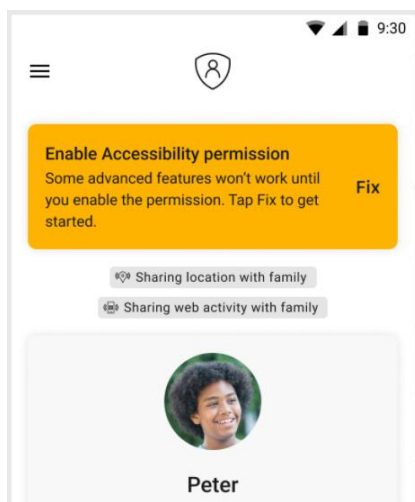 9:30
Enable Accessibility permission
Some advanced features won't work until
you enable the permission. Tap Fix to get
started.
Fix
Sharing location with family
Sharing web activity with family
Peter